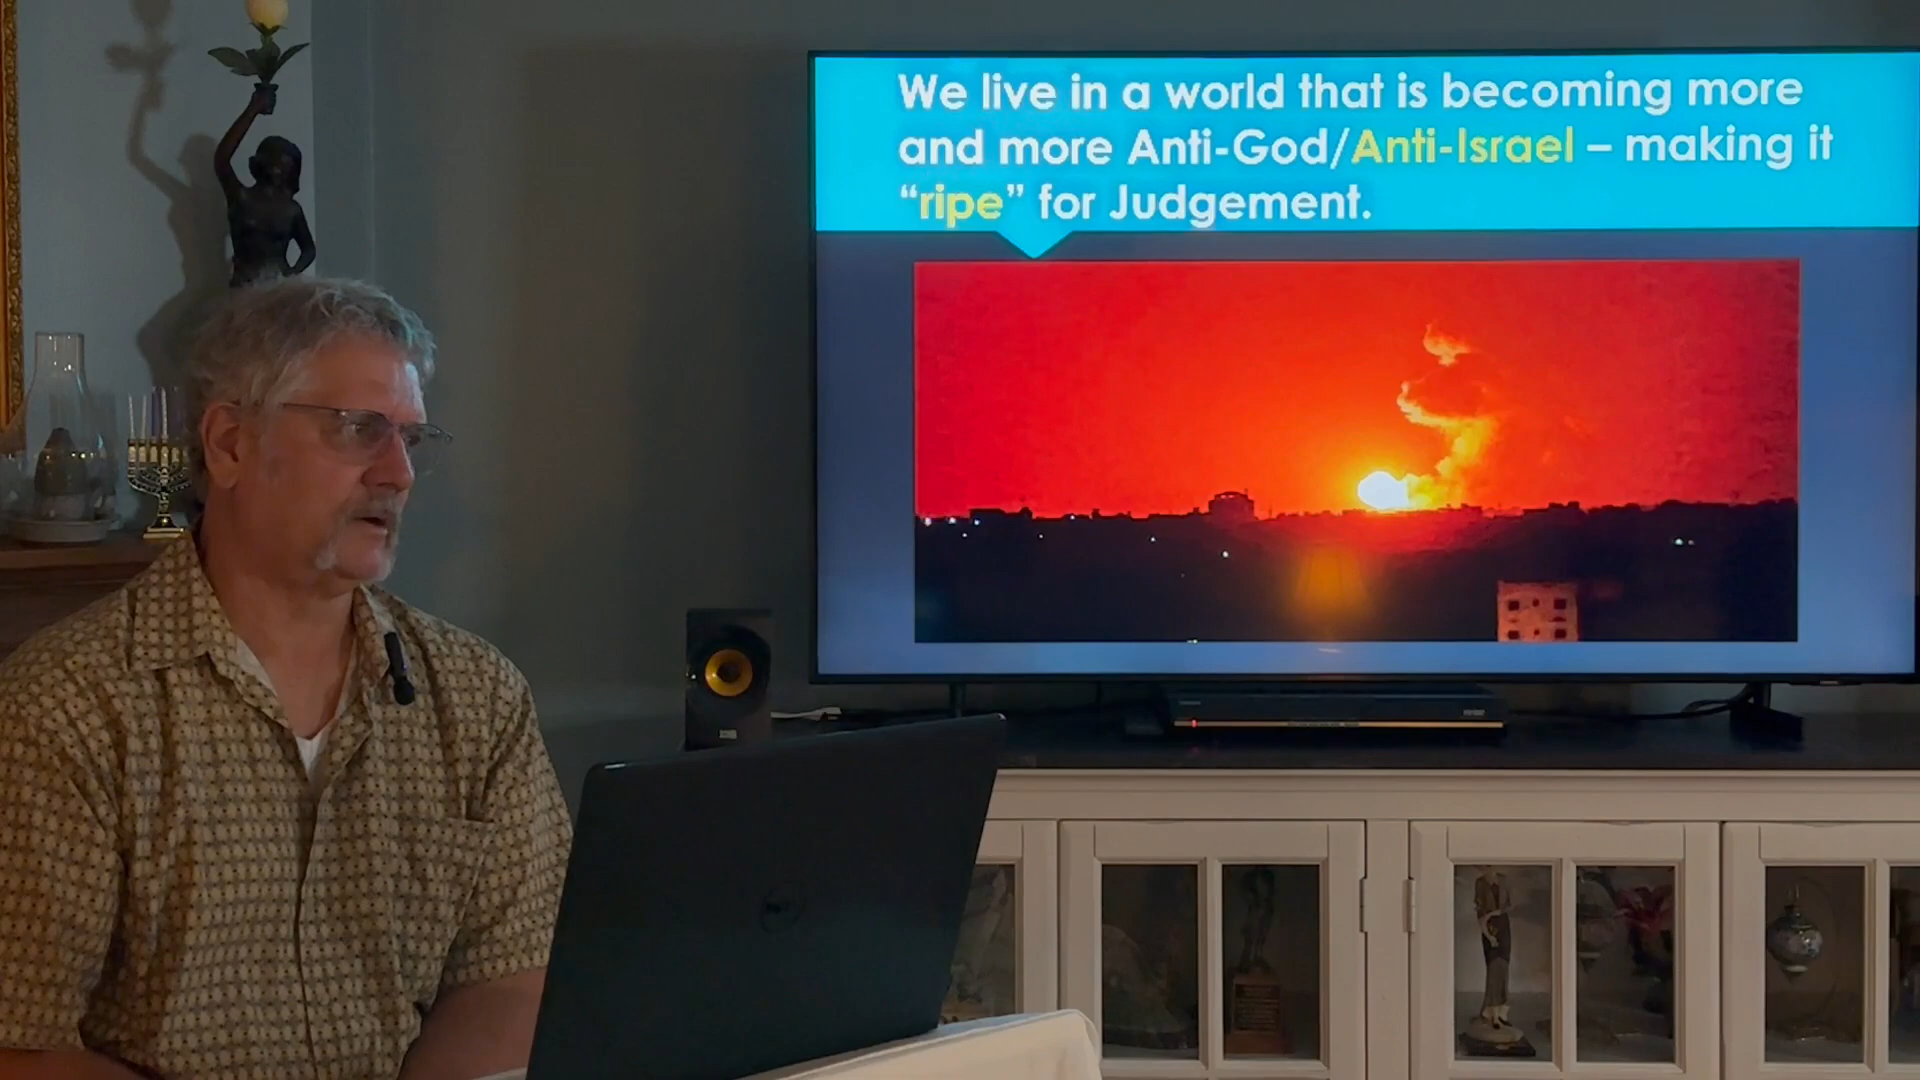 We live in a world that is becoming more
and more Anti-God/Anti-Israel – making it
“ripe” for Judgement.